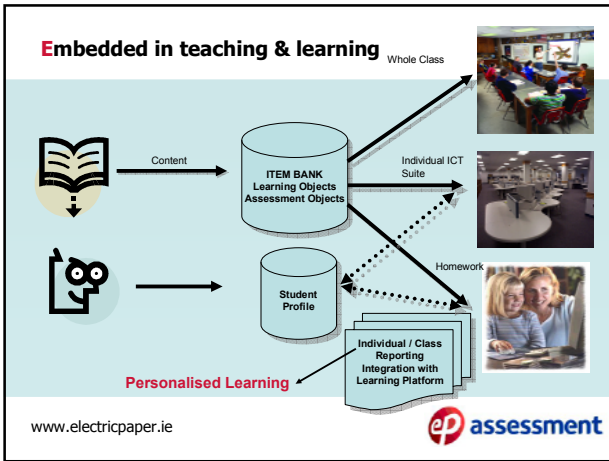 Embedded in teaching & learning
Whole Class
Content
ITEM BANK
Learning Objects
Assessment Objects
Individual ICT
Suite
Homework
Student
Profile
Individual / Class
Reporting
Integration with
Learning Platform
Personalised Learning
www.electricpaper.ie
ep assessment